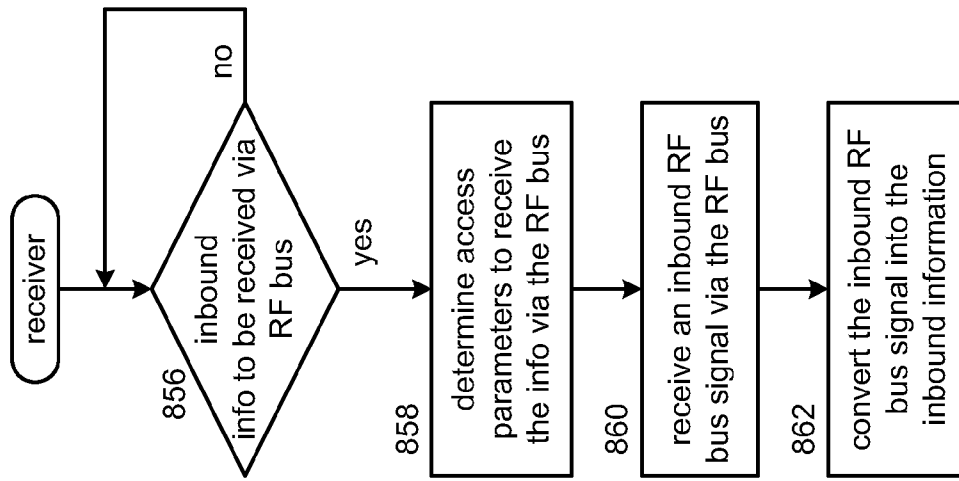 receiver
856
inbound
info to be received via
RF bus
no
yes
858
determine access
parameters to receive
the info via the RF bus
860
receive an inbound RF
bus signal via the RF bus
862
convert the inbound RF
bus signal into the
inbound information